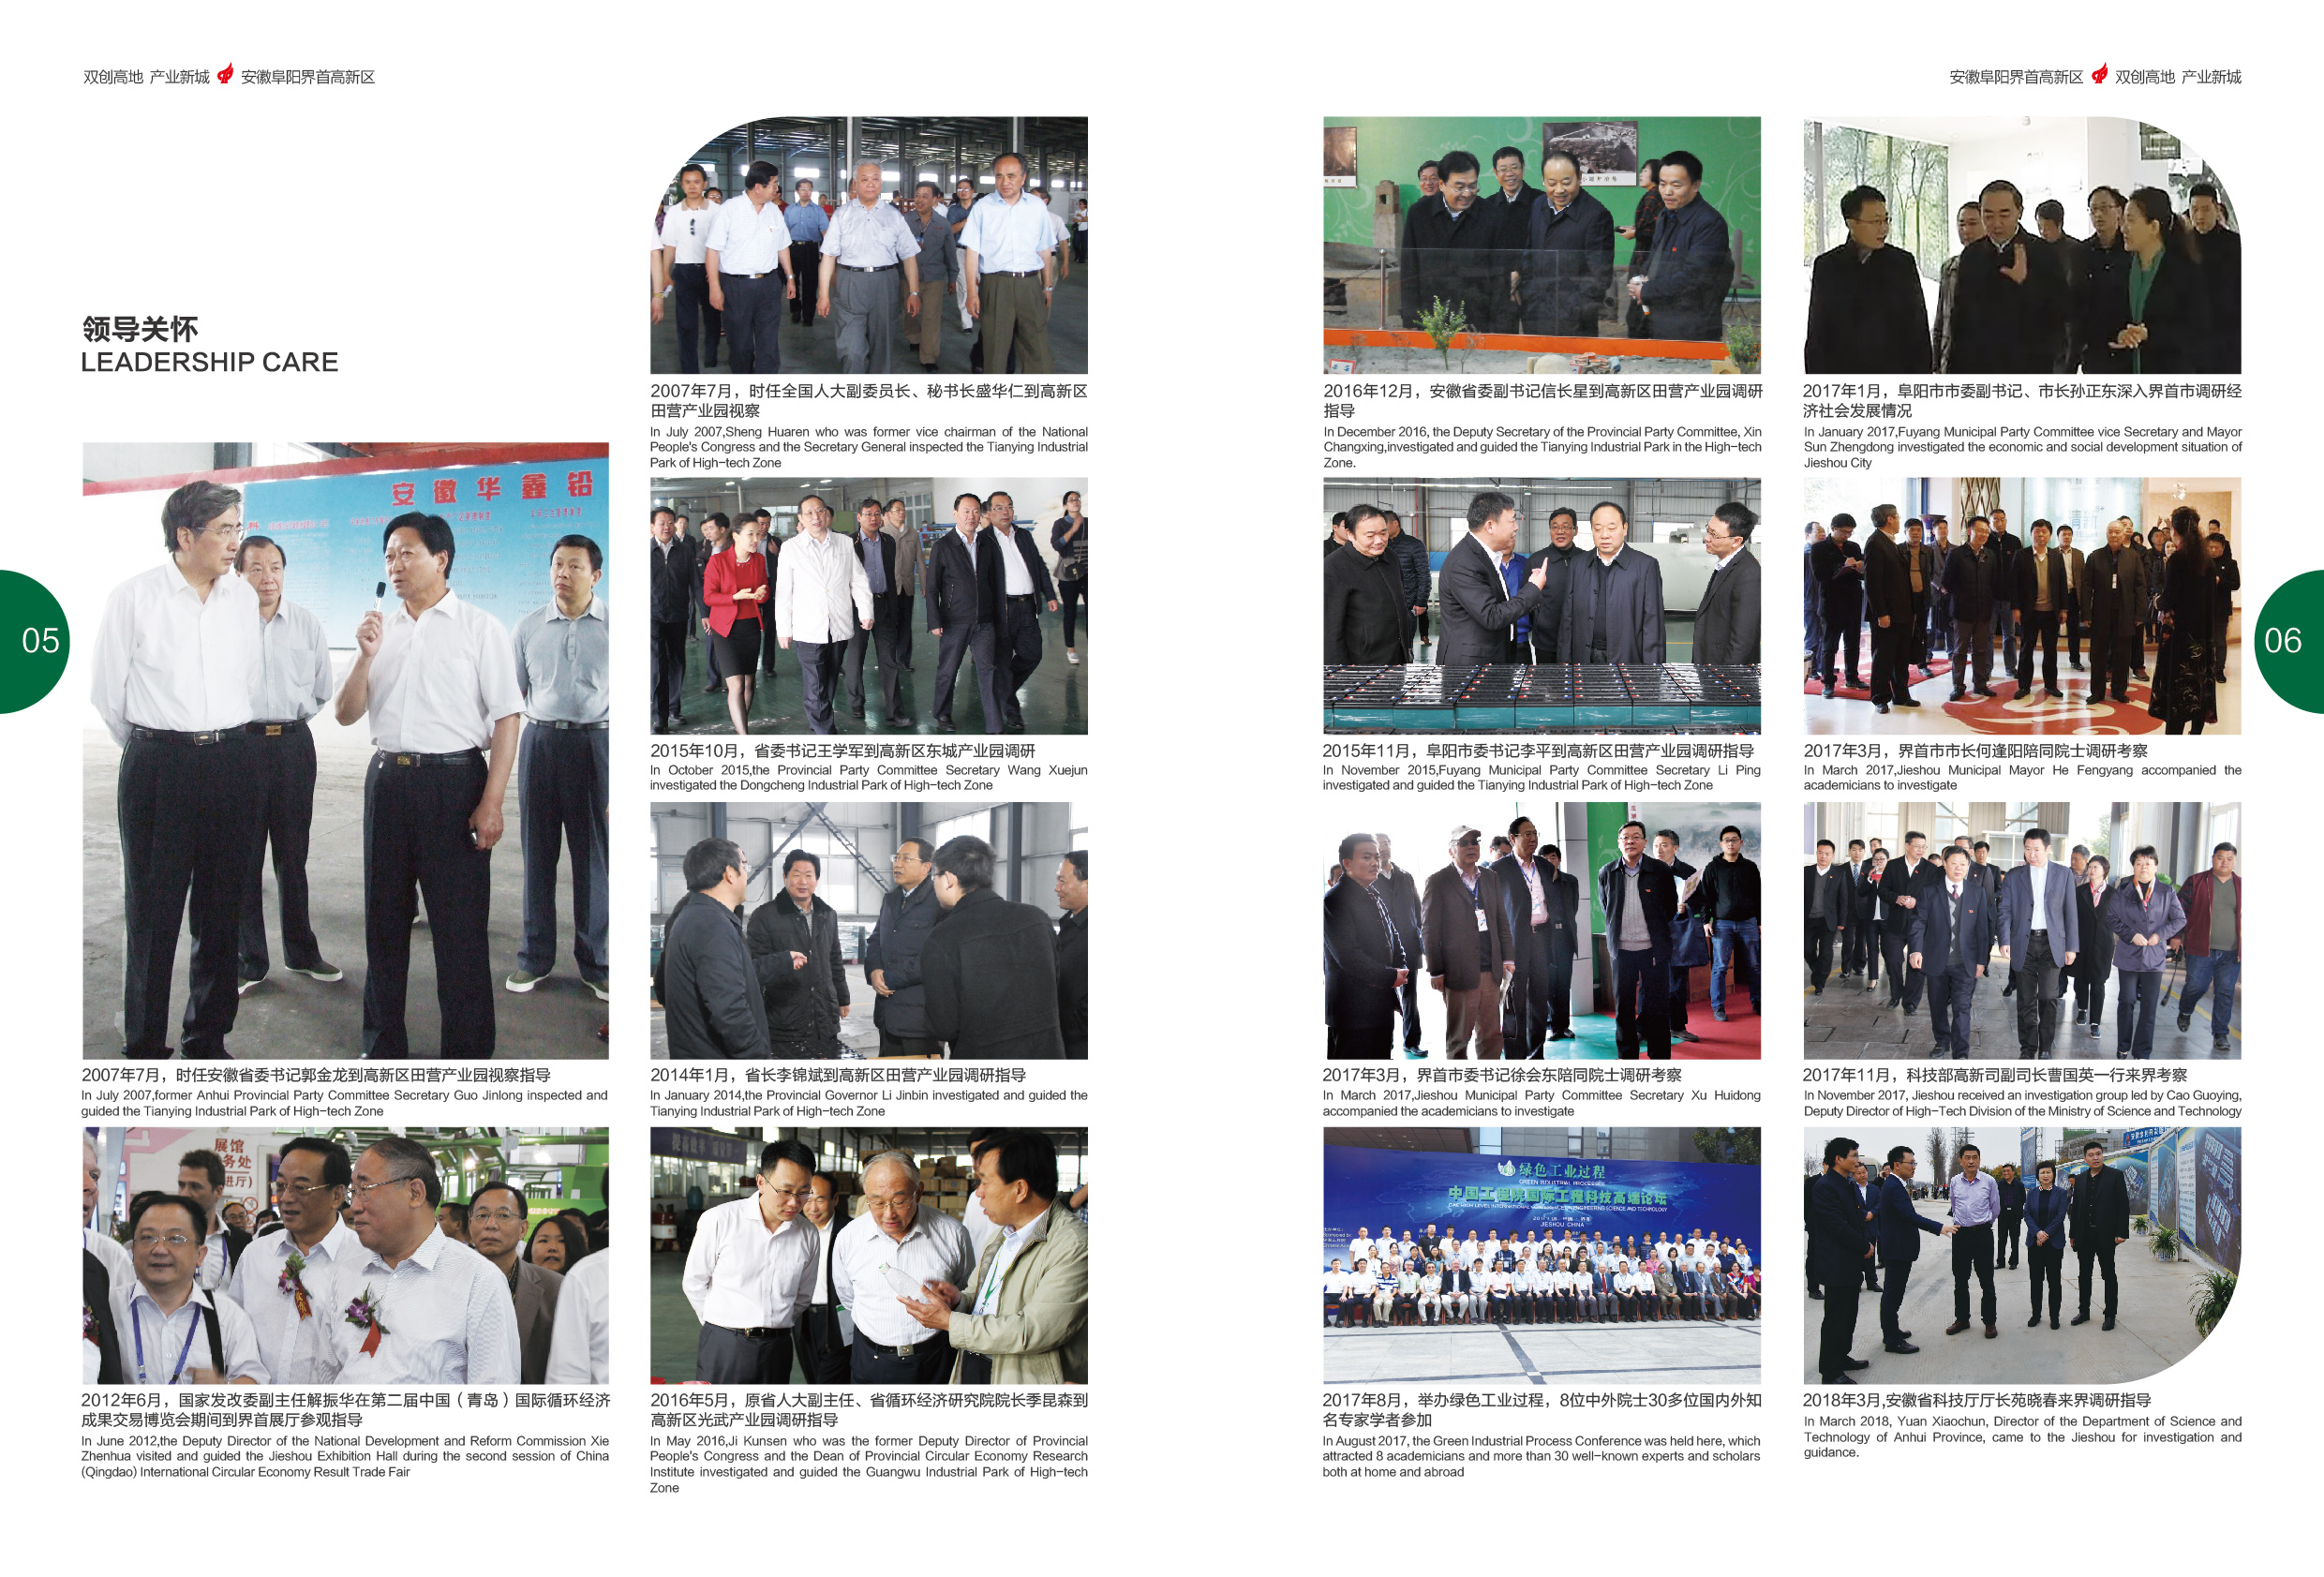 双创高地 产业新城 安徽阜阳界首高新区
领导关怀
LEADERSHIP CARE
05
安徽华鑫铅
2007年7月，时任安徽省委书记郭金龙到高新区田营产业园视察指导
In July 2007,former Anhui Provincial Party Committee Secretary Guo Jinlong inspected and
guided the Tianying Industrial Park of High-tech Zone
展馆
务处
进厅)
2012年6月，国家发改委副主任解振华在第二届中国（青岛）国际循环经济
成果交易博览会期间到界首展厅参观指导
In June 2012,the Deputy Director of the National Development and Reform Commission Xie
Zhenhua visited and guided the Jieshou Exhibition Hall during the second session of China
(Qingdao) International Circular Economy Result Trade Fair
2007年7月，时任全国人大副委员长、秘书长盛华仁到高新区
田营产业园视察
In July 2007,Sheng Huaren who was former vice chairman of the National
People's Congress and the Secretary General inspected the Tianying Industrial
Park of High-tech Zone
2015年10月，省委书记王学军到高新区东城产业园调研
In October 2015,the Provincial Party Committee Secretary Wang Xuejun
investigated the Dongcheng Industrial Park of High-tech Zone
2014年1月，省长李锦斌到高新区田营产业园调研指导
In January 2014,the Provincial Governor Li Jinbin investigated and guided the
Tianying Industrial Park of High-tech Zone
2016年5月，原省人大副主任、省循环经济研究院院长季昆森到
高新区光武产业园调研指导
In May 2016,Ji Kunsen who was the former Deputy Director of Provincial
People's Congress and the Dean of Provincial Circular Economy Research
Institute investigated and guided the Guangwu Industrial Park of High-tech
Zone
安徽阜阳界首高新区 双创高地 产业新城
2016年12月，安徽省委副书记信长星到高新区田营产业园调研
指导
In December 2016, the Deputy Secretary of the Provincial Party Committee, Xin
Changxing,investigated and guided the Tianying Industrial Park in the High-tech
Zone.
2015年11月，阜阳市委书记李平到高新区田营产业园调研指导
In November 2015,Fuyang Municipal Party Committee Secretary Li Ping
investigated and guided the Tianying Industrial Park of High-tech Zone
2017年3月，界首市委书记徐会东陪同院士调研考察
In March 2017,Jieshou Municipal Party Committee Secretary Xu Huidong
accompanied the academicians to investigate
绿色工业过程
GREEN INDUSTRIAL PROCESS
中国工程院国际工程科技高端论坛
JIESHOU CHINA
2017年8月，举办绿色工业过程，8位中外院士30多位国内外知
名专家学者参加
In August 2017, the Green Industrial Process Conference was held here, which
attracted 8 academicians and more than 30 well-known experts and scholars
both at home and abroad
2017年1月，阜阳市市委副书记、市长孙正东深入界首市调研经
济社会发展情况
In January 2017,Fuyang Municipal Party Committee vice Secretary and Mayor
Sun Zhengdong investigated the economic and social development situation of
Jieshou City
2017年3月，界首市市长何逢阳陪同院士调研考察
In March 2017,Jieshou Municipal Mayor He Fengyang accompanied the
academicians to investigate
2017年11月，科技部高新司副司长曹国英一行来界考察
In November 2017, Jieshou received an investigation group led by Cao Guoying,
Deputy Director of High-Tech Division of the Ministry of Science and Technology
2018年3月,安徽省科技厅厅长苑晓春来界调研指导
In March 2018, Yuan Xiaochun, Director of the Department of Science and
Technology of Anhui Province, came to the Jieshou for investigation and
guidance.
06